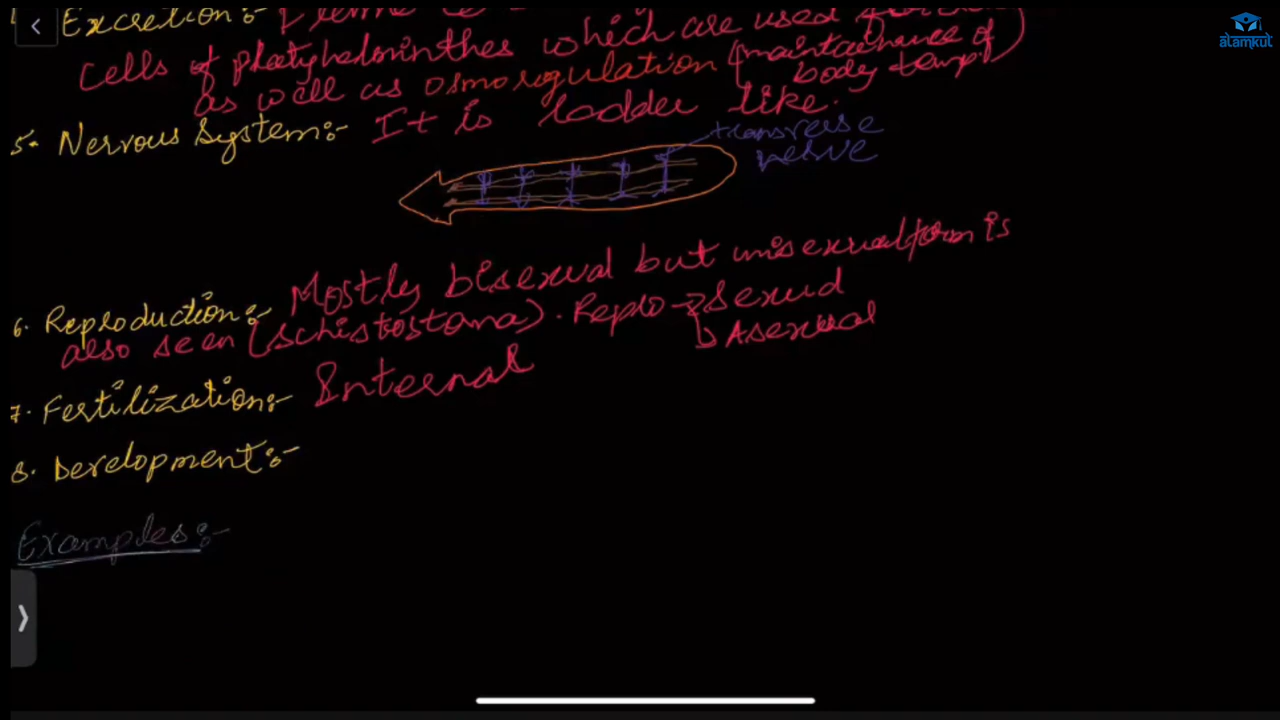 Excretion:-
cells of platyhelminthes which are used
as well as osmoregulation (maintainance of body temp)
5. Nervous System:- It is ladder like.
transverse
nerve
6. Reproduction:- Mostly bisexual but unisexual form is
also seen (schistostoma). Repro → Sexual
↳ Asexual
7. Fertilization:- Internal
8. Development:-
Examples:-
alamkul